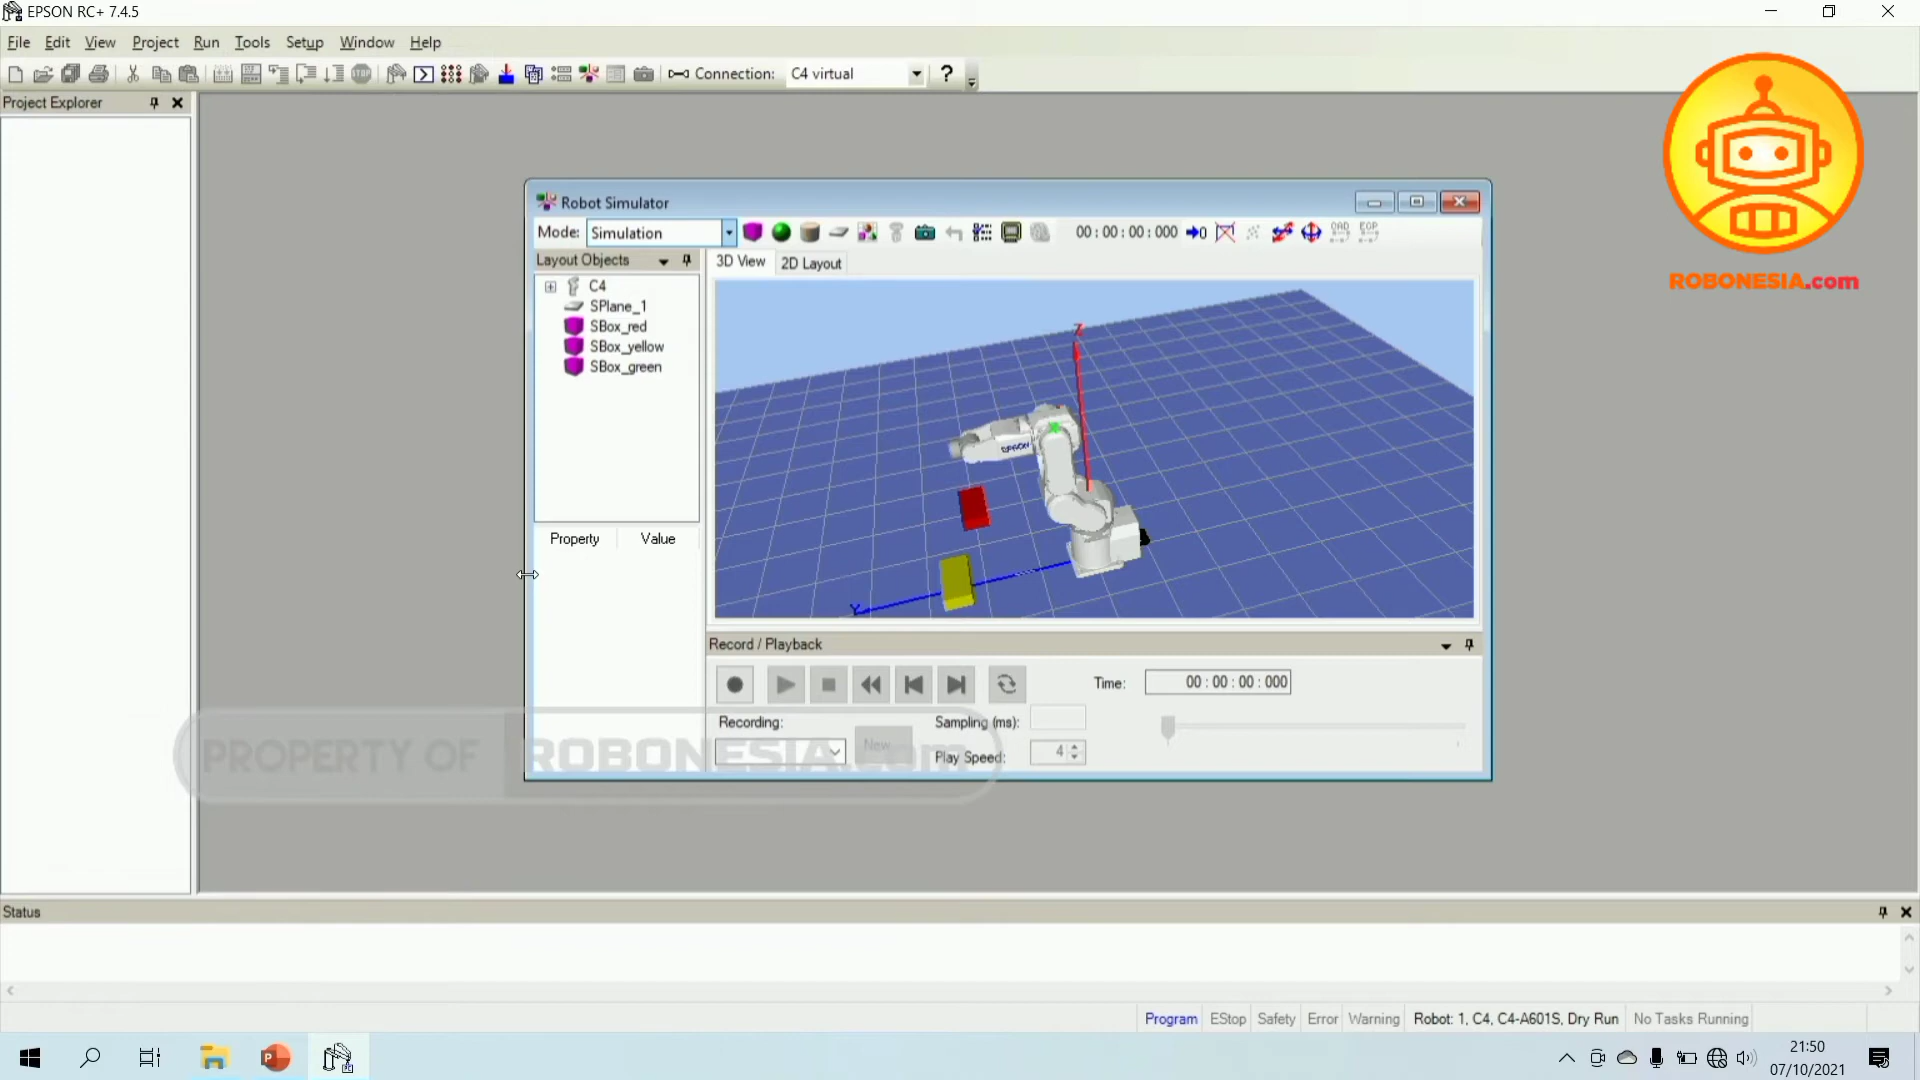 EPSON RC+ 7.4.5
File Edit View Project Run Tools Setup Window Help
Connection: C4 virtual ?
Project Explorer
ROBONESIA.com
Robot Simulator
Mode: Simulation 00:00:00:000 CAD EOP
Layout Objects
3D View 2D Layout
C4
SPlane_1
SBox_red
SBox_yellow
SBox_green
Z
EPSON
Property Value
Y
Record / Playback
Time: 00:00:00:000
Recording: Sampling (ms):
New
Play Speed: 4
PROPERTY OF ROBONESIA.com
Status
Program EStop Safety Error Warning Robot: 1, C4, C4-A601S, Dry Run No Tasks Running
21:50
07/10/2021